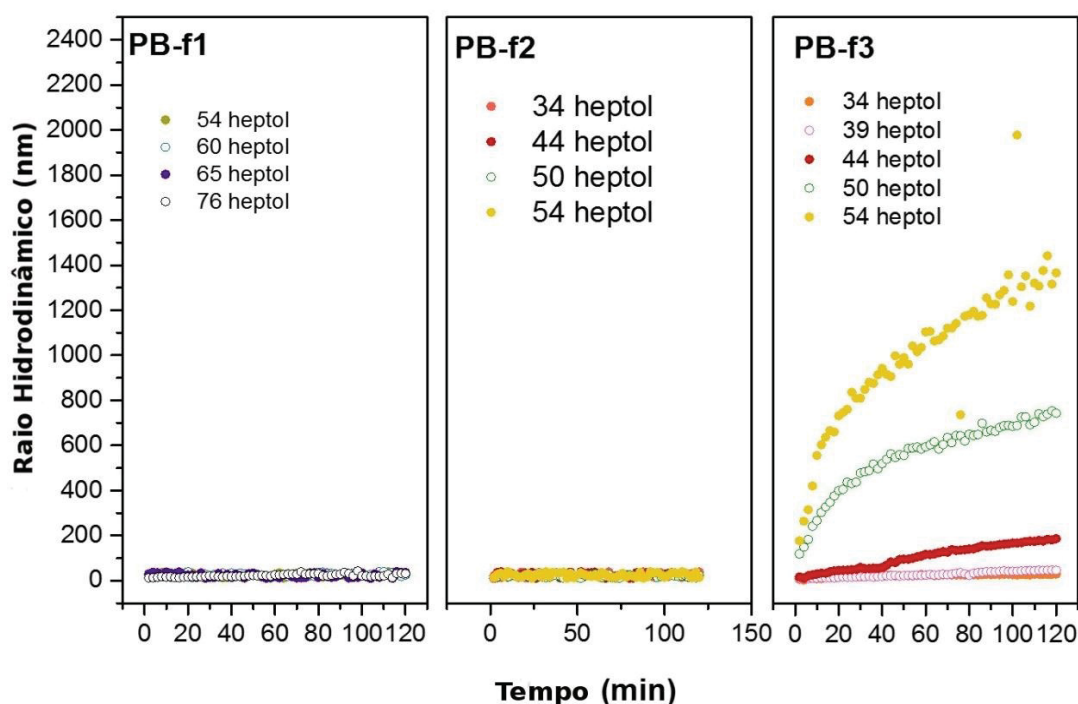 Raio Hidrodinâmico (nm)
2400
2200
2000
1800
1600
1400
1200
1000
800
600
400
200
0
PB-f1
54 heptol
60 heptol
65 heptol
76 heptol
0 20 40 60 80 100 120
PB-f2
34 heptol
44 heptol
50 heptol
54 heptol
0 50 100 150
PB-f3
34 heptol
39 heptol
44 heptol
50 heptol
54 heptol
0 20 40 60 80 100 120
Tempo (min)